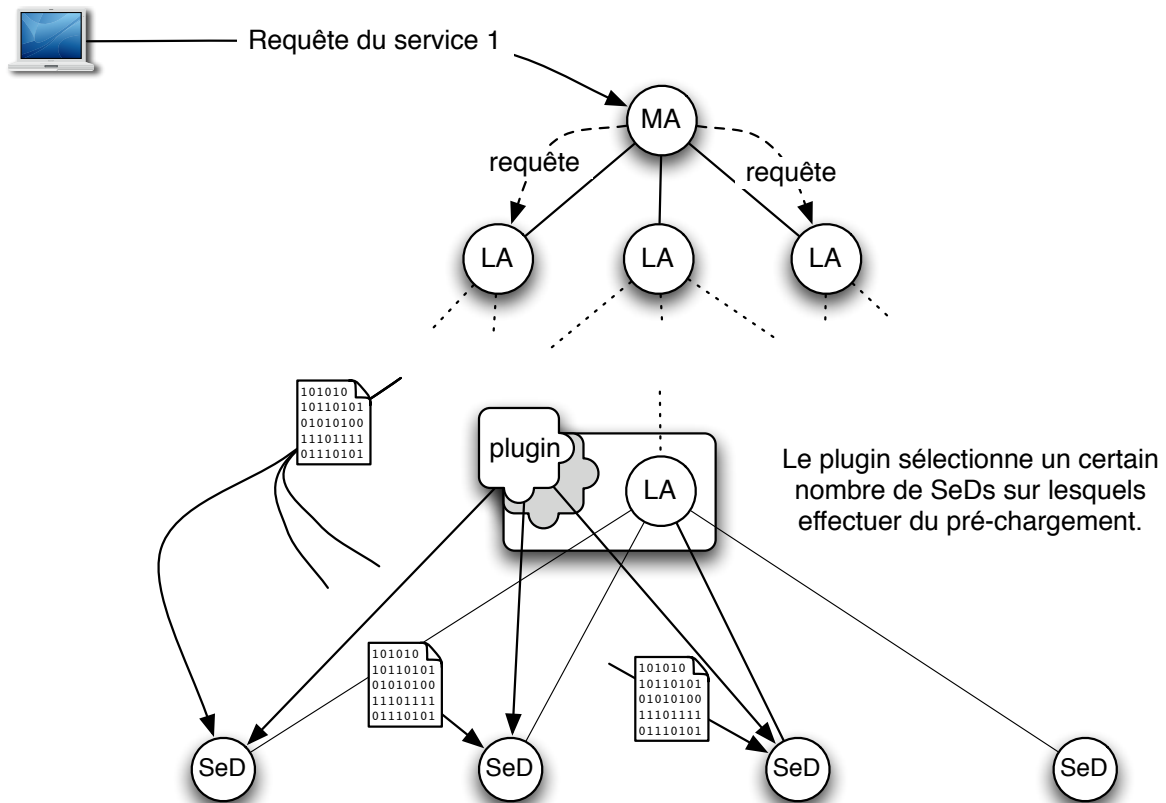 Requête du service 1
MA
requête
requête
LA
LA
LA
101010
10110101
01010100
11101111
01110101
plugin
LA
Le plugin sélectionne un certain
nombre de SeDs sur lesquels
effectuer du pré-chargement.
101010
10110101
01010100
11101111
01110101
101010
10110101
01010100
11101111
01110101
SeD
SeD
SeD
SeD